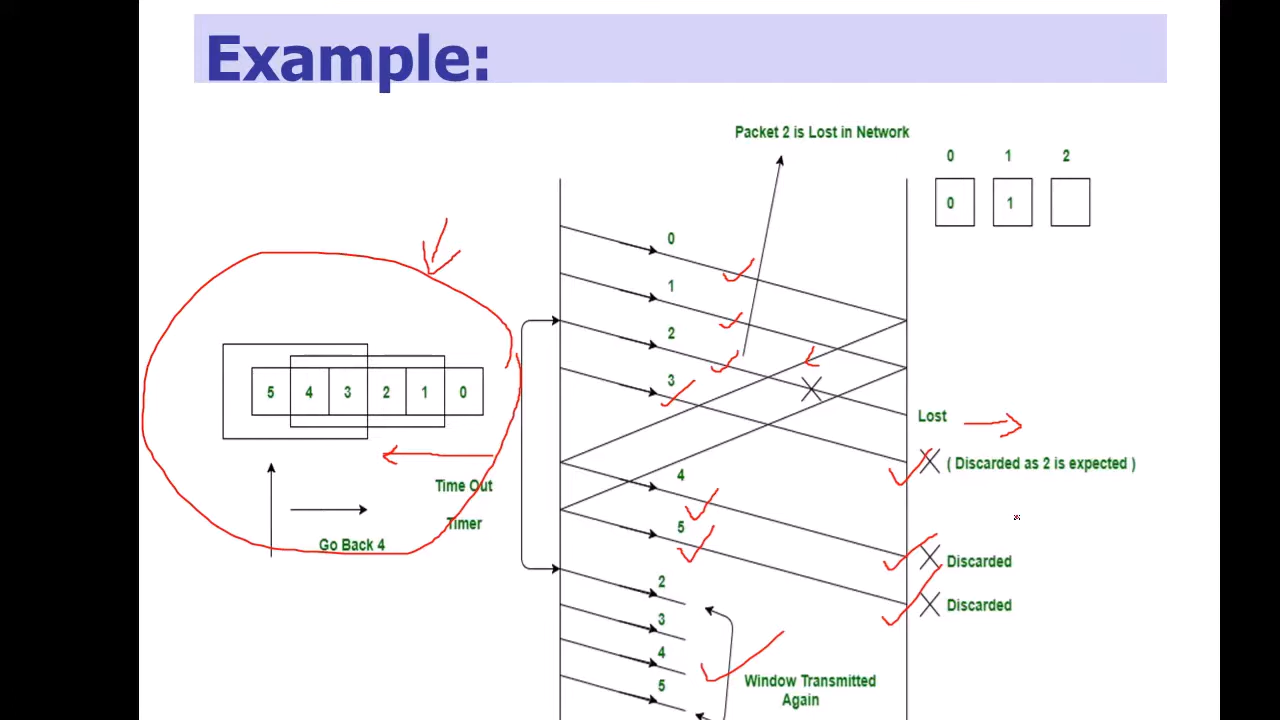 Example:
Packet 2 is Lost in Network
0 1 2
0 1
0
1
2
3
5 4 3 2 1 0
Lost
( Discarded as 2 is expected )
Time Out
Timer
Go Back 4
4
5
Discarded
Discarded
2
3
4
5
Window Transmitted
Again